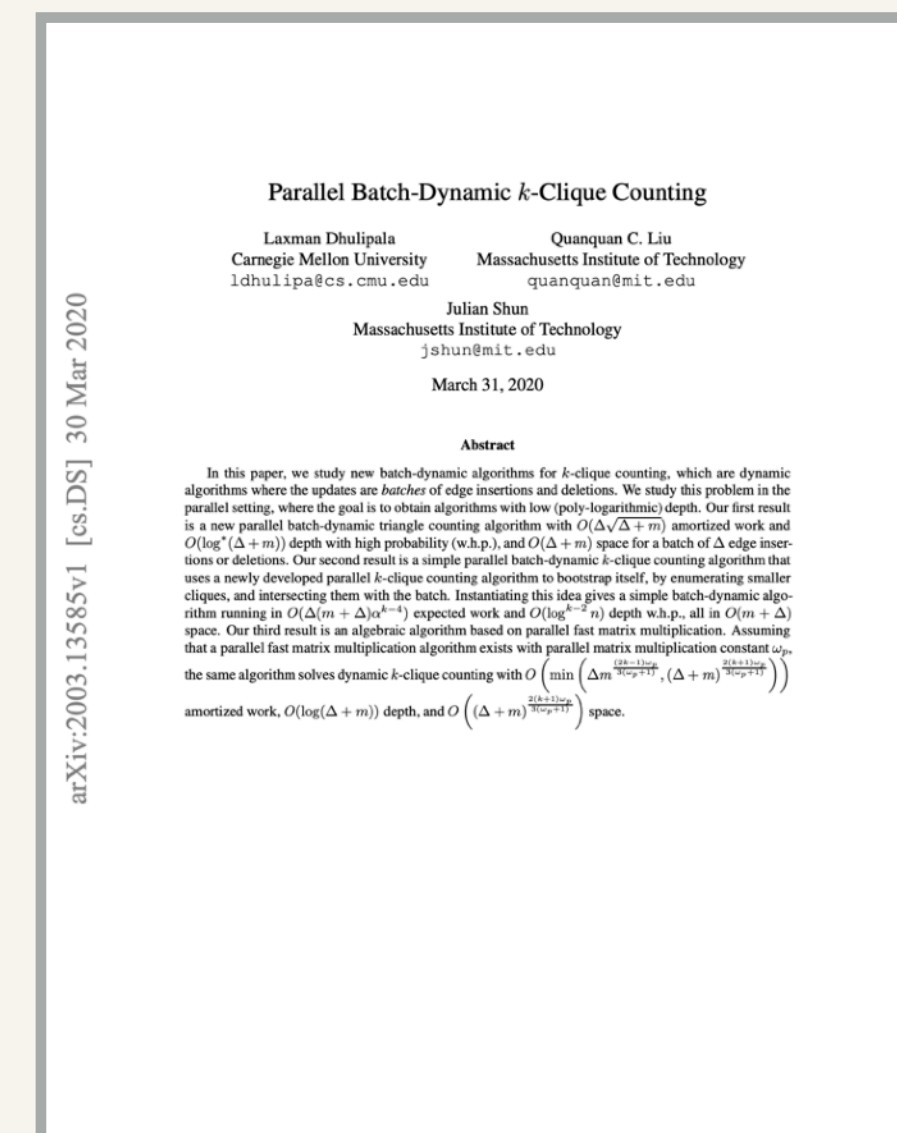 arXiv:2003.13585v1 [cs.DS] 30 Mar 2020
Parallel Batch-Dynamic k-Clique Counting
Laxman Dhulipala
Carnegie Mellon University
ldhulipa@cs.cmu.edu
Quanquan C. Liu
Massachusetts Institute of Technology
quanquan@mit.edu
Julian Shun
Massachusetts Institute of Technology
jshun@mit.edu
March 31, 2020
Abstract
In this paper, we study new batch-dynamic algorithms for k-clique counting, which are dynamic
algorithms where the updates are batches of edge insertions and deletions. We study this problem in the
parallel setting, where the goal is to obtain algorithms with low (poly-logarithmic) depth. Our first result
is a new parallel batch-dynamic triangle counting algorithm with O(Δ√(Δ + m)) amortized work and
O(log*(Δ + m)) depth with high probability (w.h.p.), and O(Δ + m) space for a batch of Δ edge inser-
tions or deletions. Our second result is a simple parallel batch-dynamic k-clique counting algorithm that
uses a newly developed parallel k-clique counting algorithm to bootstrap itself, by enumerating smaller
cliques, and intersecting them with the batch. Instantiating this idea gives a simple batch-dynamic algo-
rithm running in O(Δ(m + Δ)α^{k−4}) expected work and O(log^{k−2} n) depth w.h.p., all in O(m + Δ)
space. Our third result is an algebraic algorithm based on parallel fast matrix multiplication. Assuming
that a parallel fast matrix multiplication algorithm exists with parallel matrix multiplication constant ω_p,
the same algorithm solves dynamic k-clique counting with O(min(Δm^{(2k−1)ω_p/3(ω_p+1)}, (Δ + m)^{2(k+1)ω_p/3(ω_p+1)}))
amortized work, O(log(Δ + m)) depth, and O((Δ + m)^{2(k+1)ω_p/3(ω_p+1)}) space.